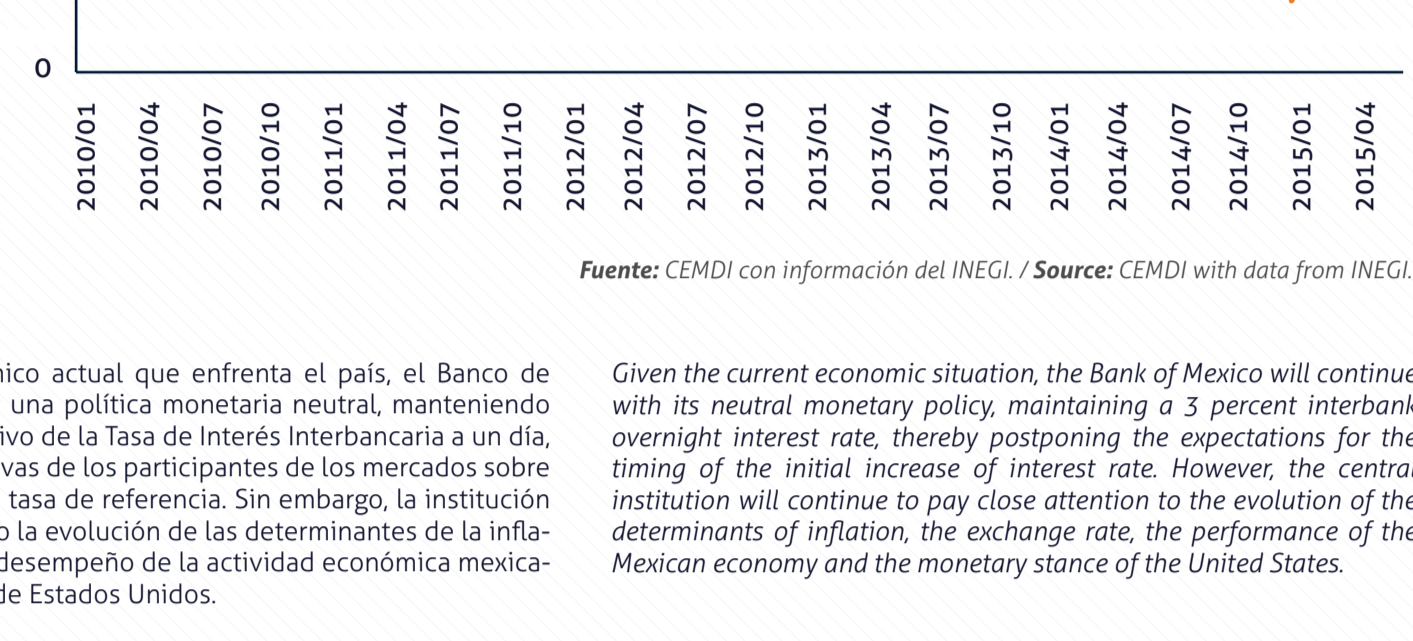 0
2010/01
2010/04
2010/07
2010/10
2011/01
2011/04
2011/07
2011/10
2012/01
2012/04
2012/07
2012/10
2013/01
2013/04
2013/07
2013/10
2014/01
2014/04
2014/07
2014/10
2015/01
2015/04
Fuente: CEMDI con información del INEGI. / Source: CEMDI with data from INEGI.
actual que enfrenta el país, el Banco de
una política monetaria neutral, manteniendo
de la Tasa de Interés Interbancaria a un día,
de los participantes de los mercados sobre
tasa de referencia. Sin embargo, la institución
la evolución de las determinantes de la infla-
desempeño de la actividad económica mexica-
de Estados Unidos.
Given the current economic situation, the Bank of Mexico will continue
with its neutral monetary policy, maintaining a 3 percent interbank
overnight interest rate, thereby postponing the expectations for the
timing of the initial increase of interest rate. However, the central
institution will continue to pay close attention to the evolution of the
determinants of inflation, the exchange rate, the performance of the
Mexican economy and the monetary stance of the United States.